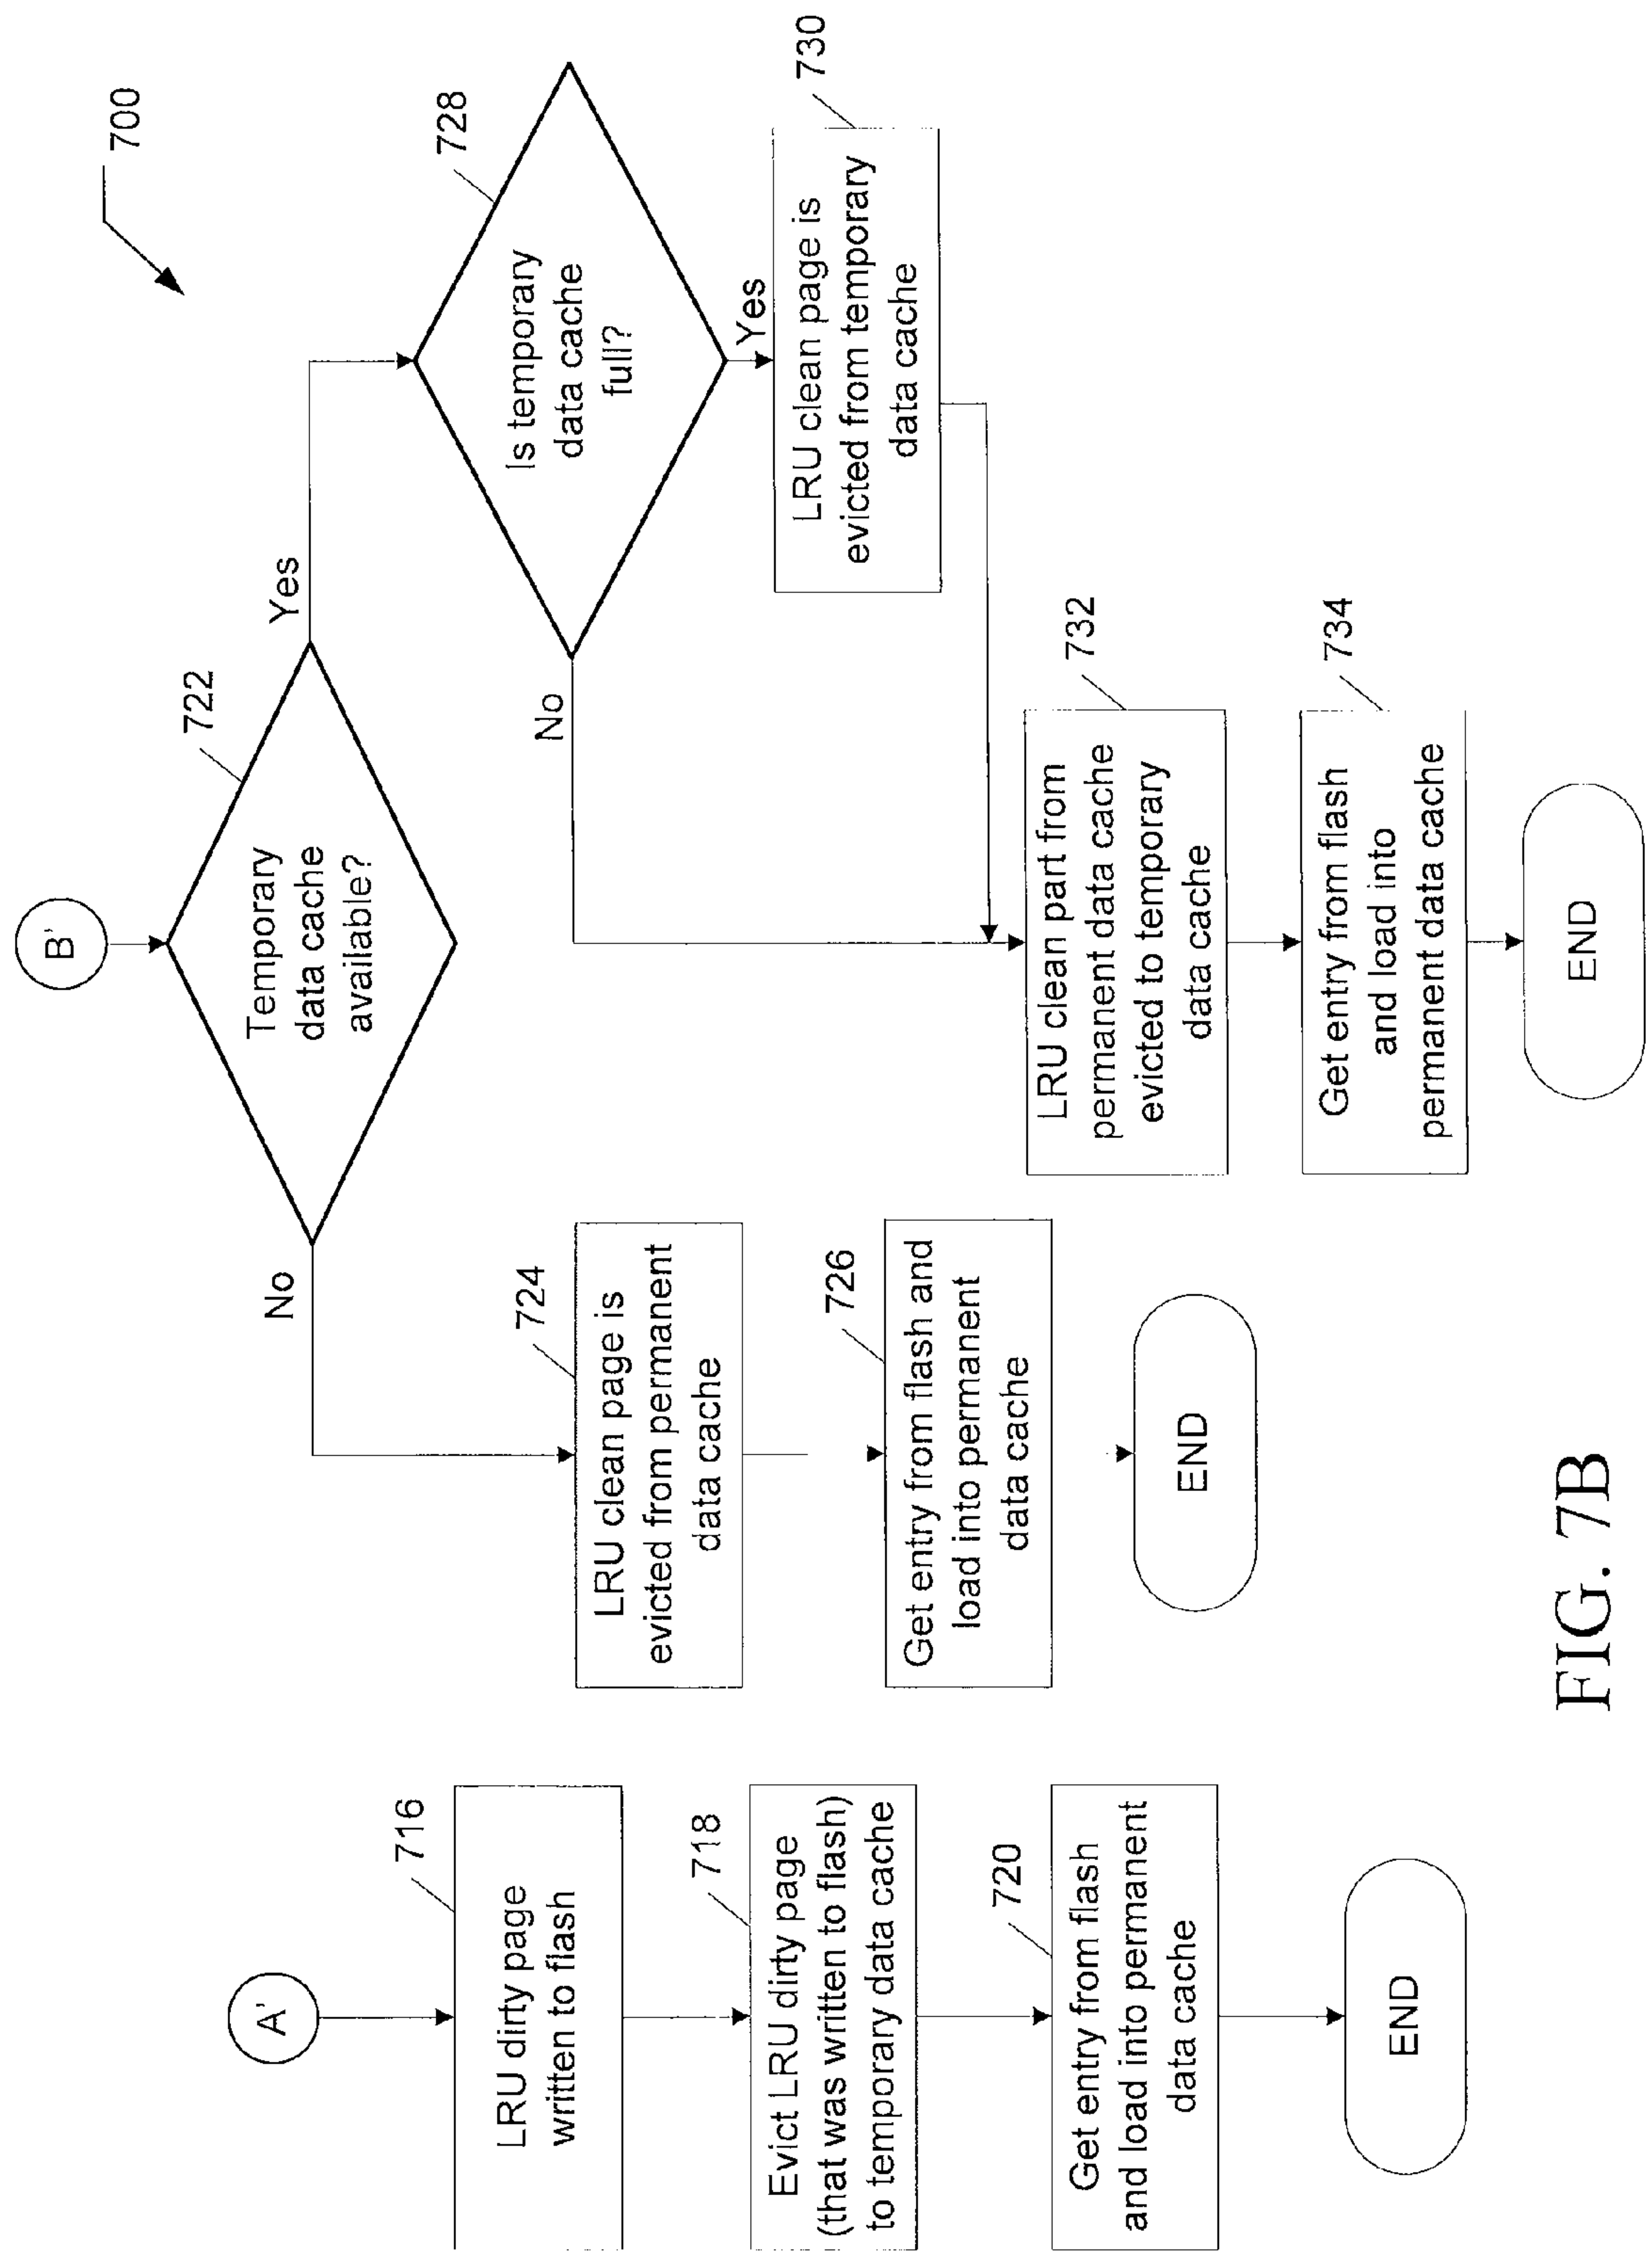 700
A'
716
LRU dirty page
written to flash
718
Evict LRU dirty page
(that was written to flash)
to temporary data cache
720
Get entry from flash
and load into permanent
data cache
END
B'
722
Temporary
data cache
available?
No
Yes
724
LRU clean page is
evicted from permanent
data cache
726
Get entry from flash and
load into permanent
data cache
END
728
Is temporary
data cache
full?
No
Yes
730
LRU clean page is
evicted from temporary
data cache
732
LRU clean part from
permanent data cache
evicted to temporary
data cache
734
Get entry from flash
and load into
permanent data cache
END
FIG. 7B